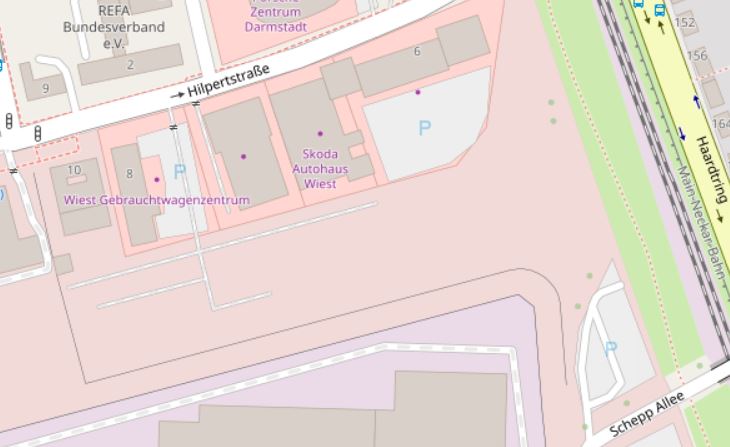 Porsche
Zentrum
Darmstadt
REFA
Bundesverband
e.V.
2
9
6
152
156
164
Hilpertstraße
P
Haardtring
Main-Neckar-Bahn
Skoda
Autohaus
Wiest
10
8
P
Wiest Gebrauchtwagenzentrum
P
Schepp Allee